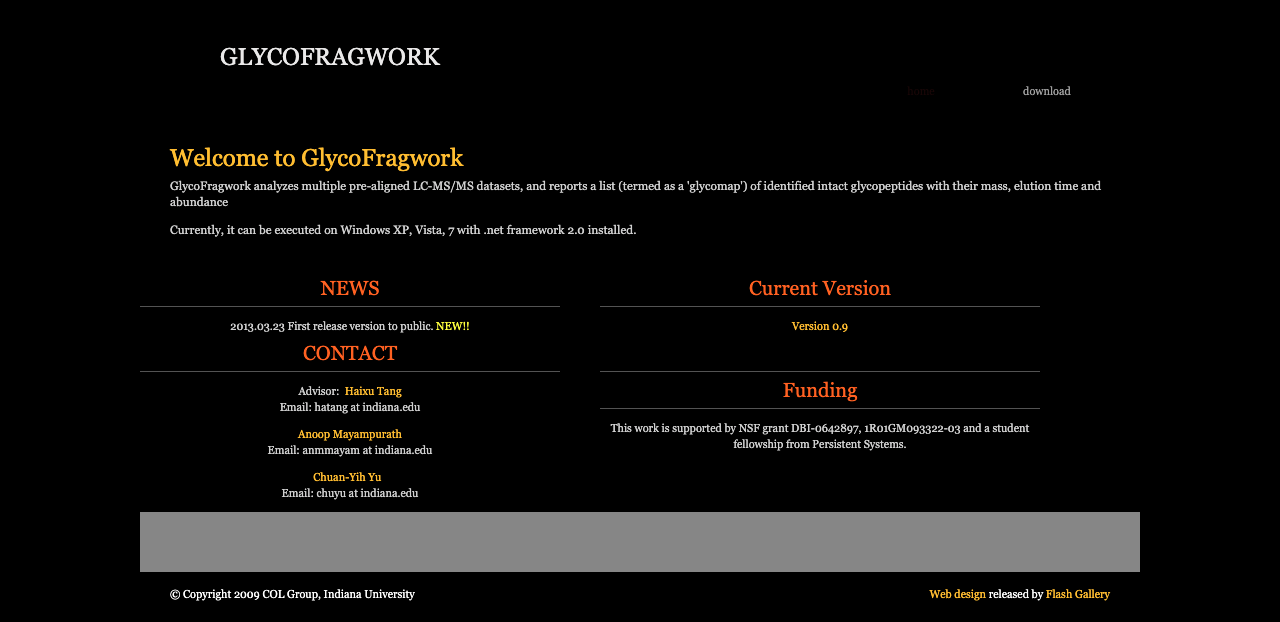 GLYCOFRAGWORK
home
download
Welcome to GlycoFragwork
GlycoFragwork analyzes multiple pre-aligned LC-MS/MS datasets, and reports a list (termed as a 'glycomap') of identified intact glycopeptides with their mass, elution time and
abundance
Currently, it can be executed on Windows XP, Vista, 7 with .net framework 2.0 installed.
NEWS
2013.03.23 First release version to public. NEW!!
CONTACT
Advisor: Haixu Tang
Email: hatang at indiana.edu
Anoop Mayampurath
Email: anmmayam at indiana.edu
Chuan-Yih Yu
Email: chuyu at indiana.edu
Current Version
Version 0.9
Funding
This work is supported by NSF grant DBI-0642897, 1R01GM093322-03 and a student
fellowship from Persistent Systems.
© Copyright 2009 COL Group, Indiana University
Web design released by Flash Gallery